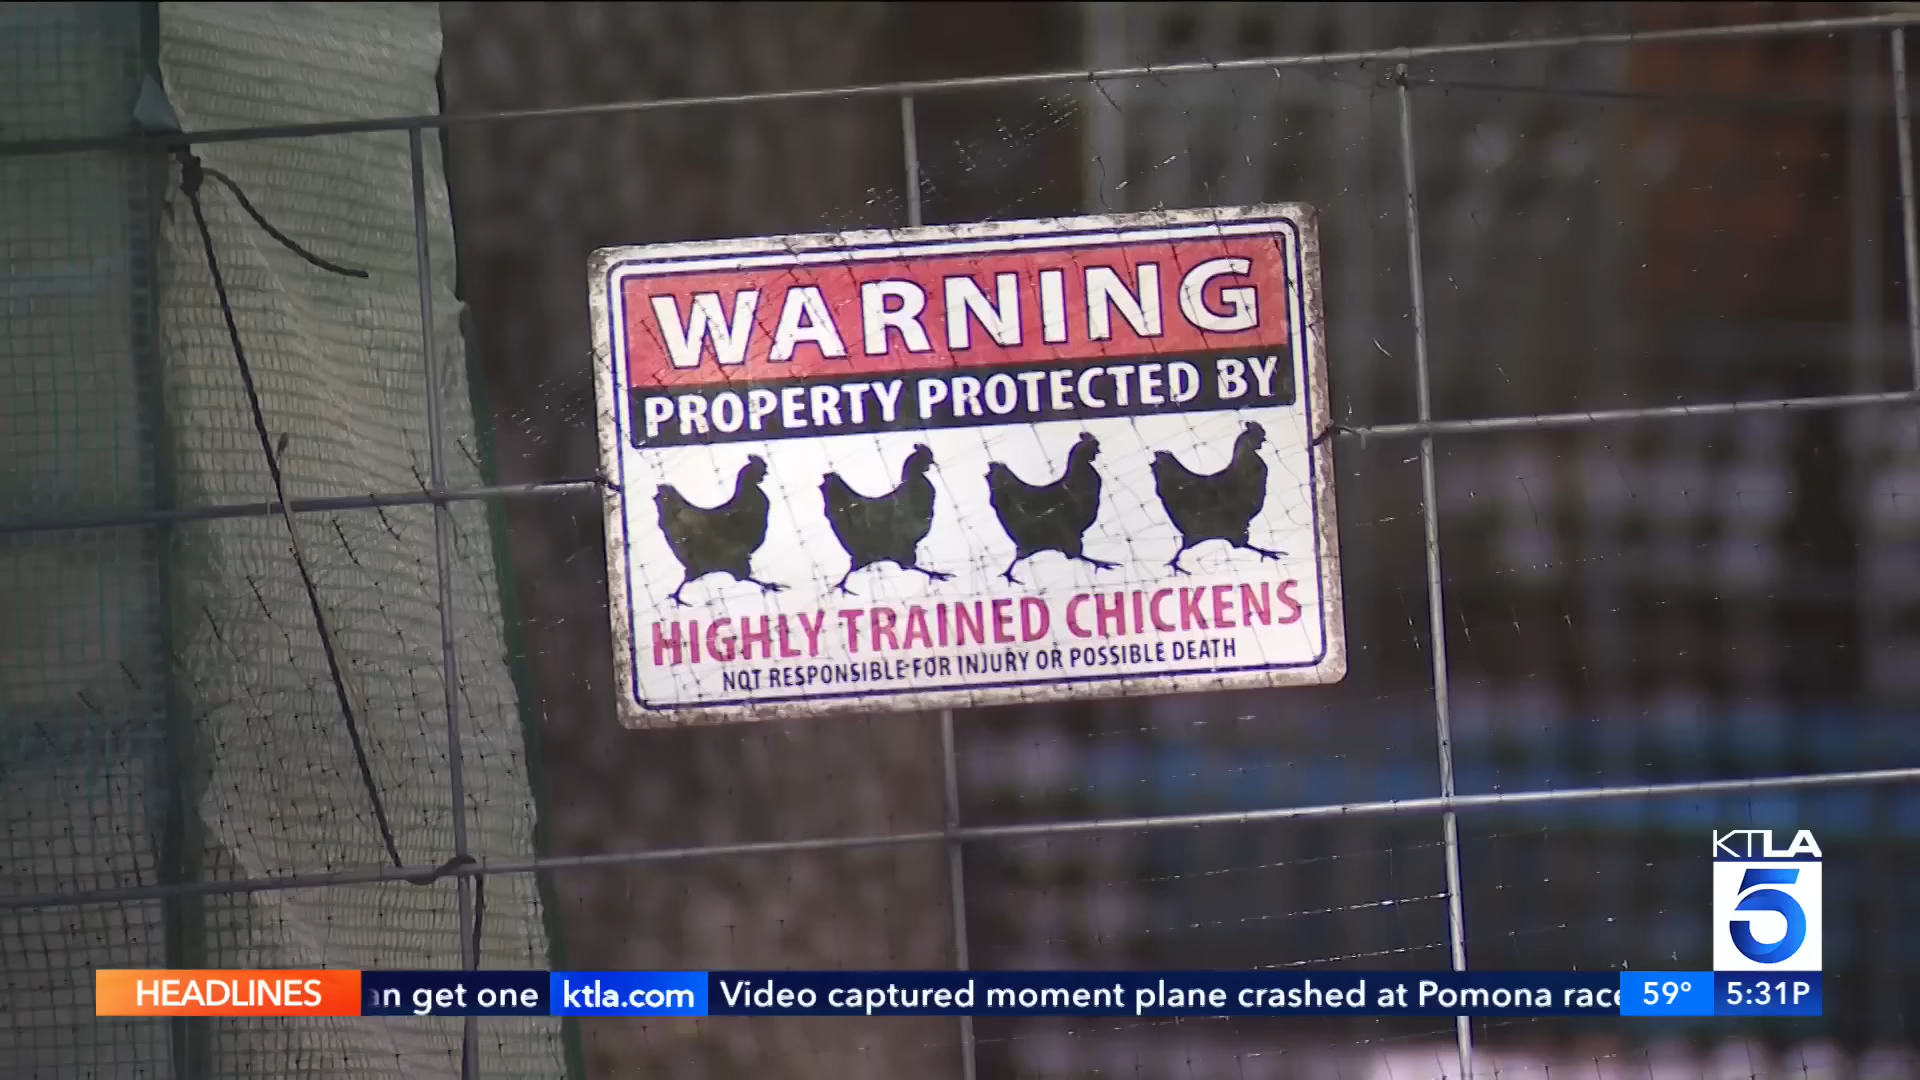 WARNING
PROPERTY PROTECTED BY
HIGHLY TRAINED CHICKENS
NOT RESPONSIBLE FOR INJURY OR POSSIBLE DEATH
KTLA
5
HEADLINES an get one ktla.com Video captured moment plane crashed at Pomona race 59° 5:31P